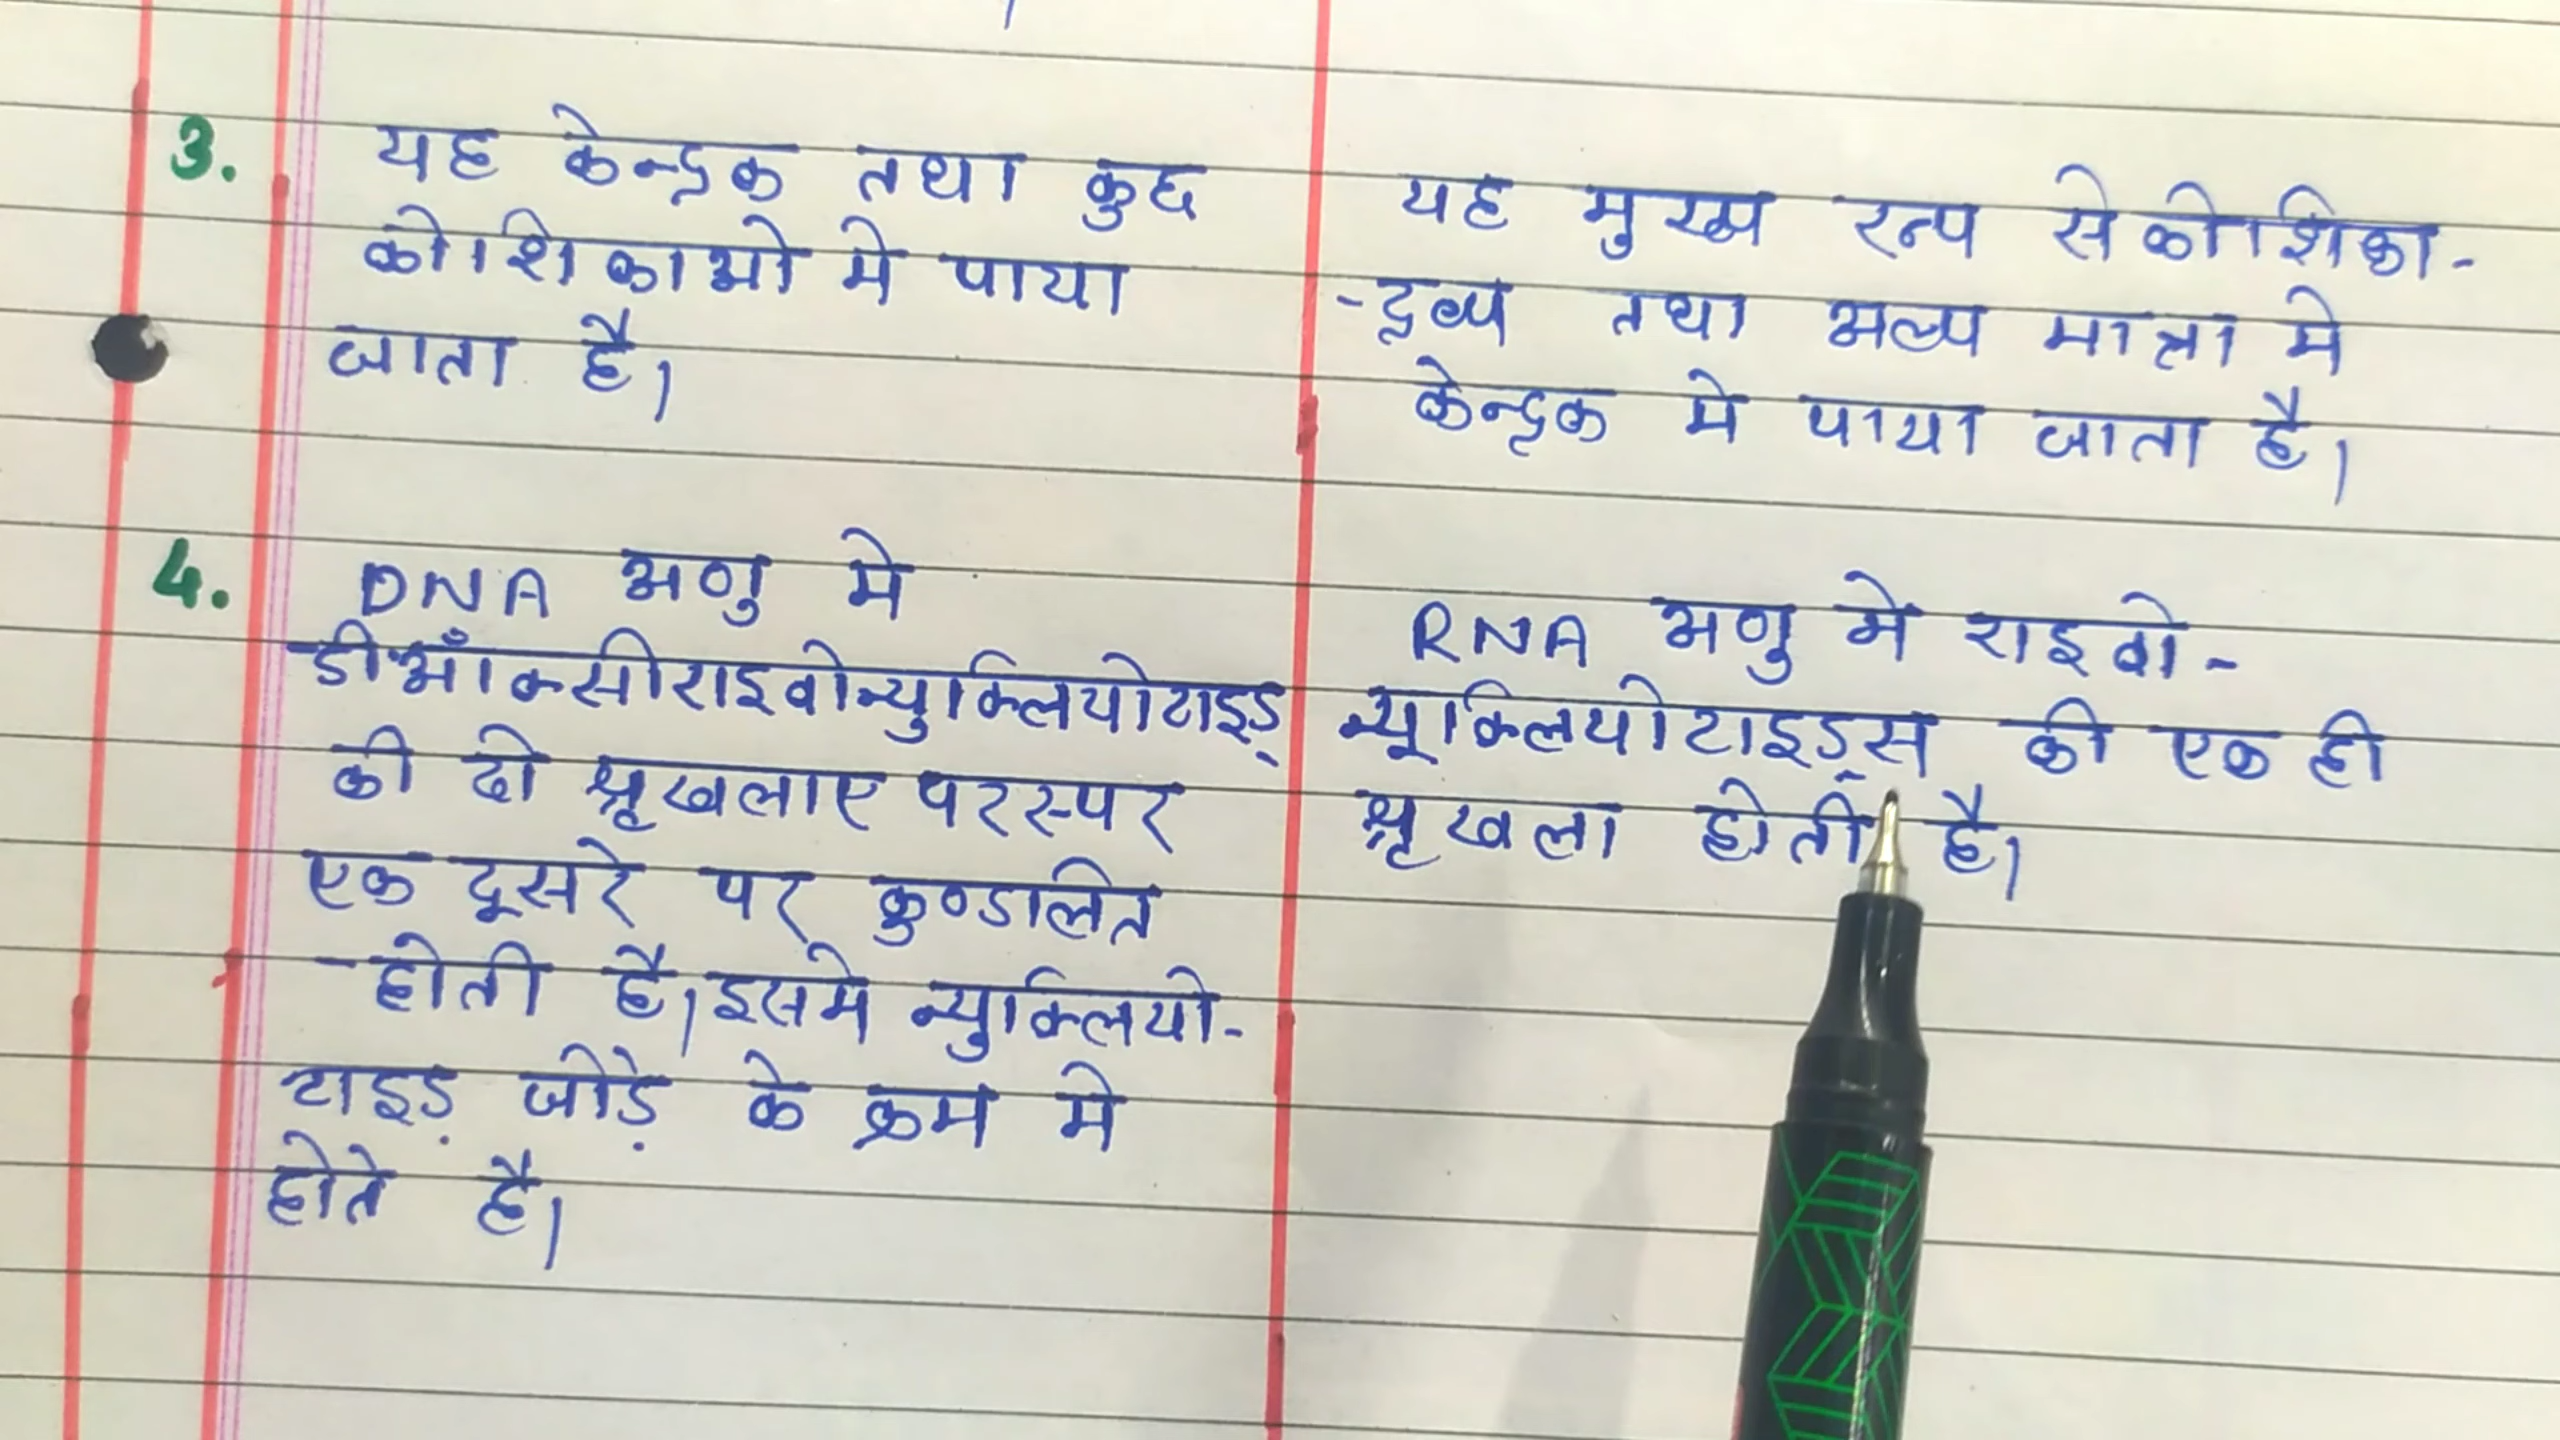 3. यह केन्द्रक तथा कुछ
कोशिकाओ मे पाया
जाता है।
यह मुख्य रूप से कोशिका-
-द्रव्य तथा अल्प मात्रा मे
केन्द्रक मे पाया जाता है।
4. DNA अणु मे
डीऑक्सीराइबोन्युक्लियोटाइड्
की दो श्रृखलाए परस्पर
एक दूसरे पर कुण्डलित
-होती है। इसमे न्युक्लियो-
टाइड़ जोड़े के क्रम मे
होते है।
RNA अणु मे राइबो-
न्यूक्लियोटाइड्स की एक ही
श्रृखला होती है।